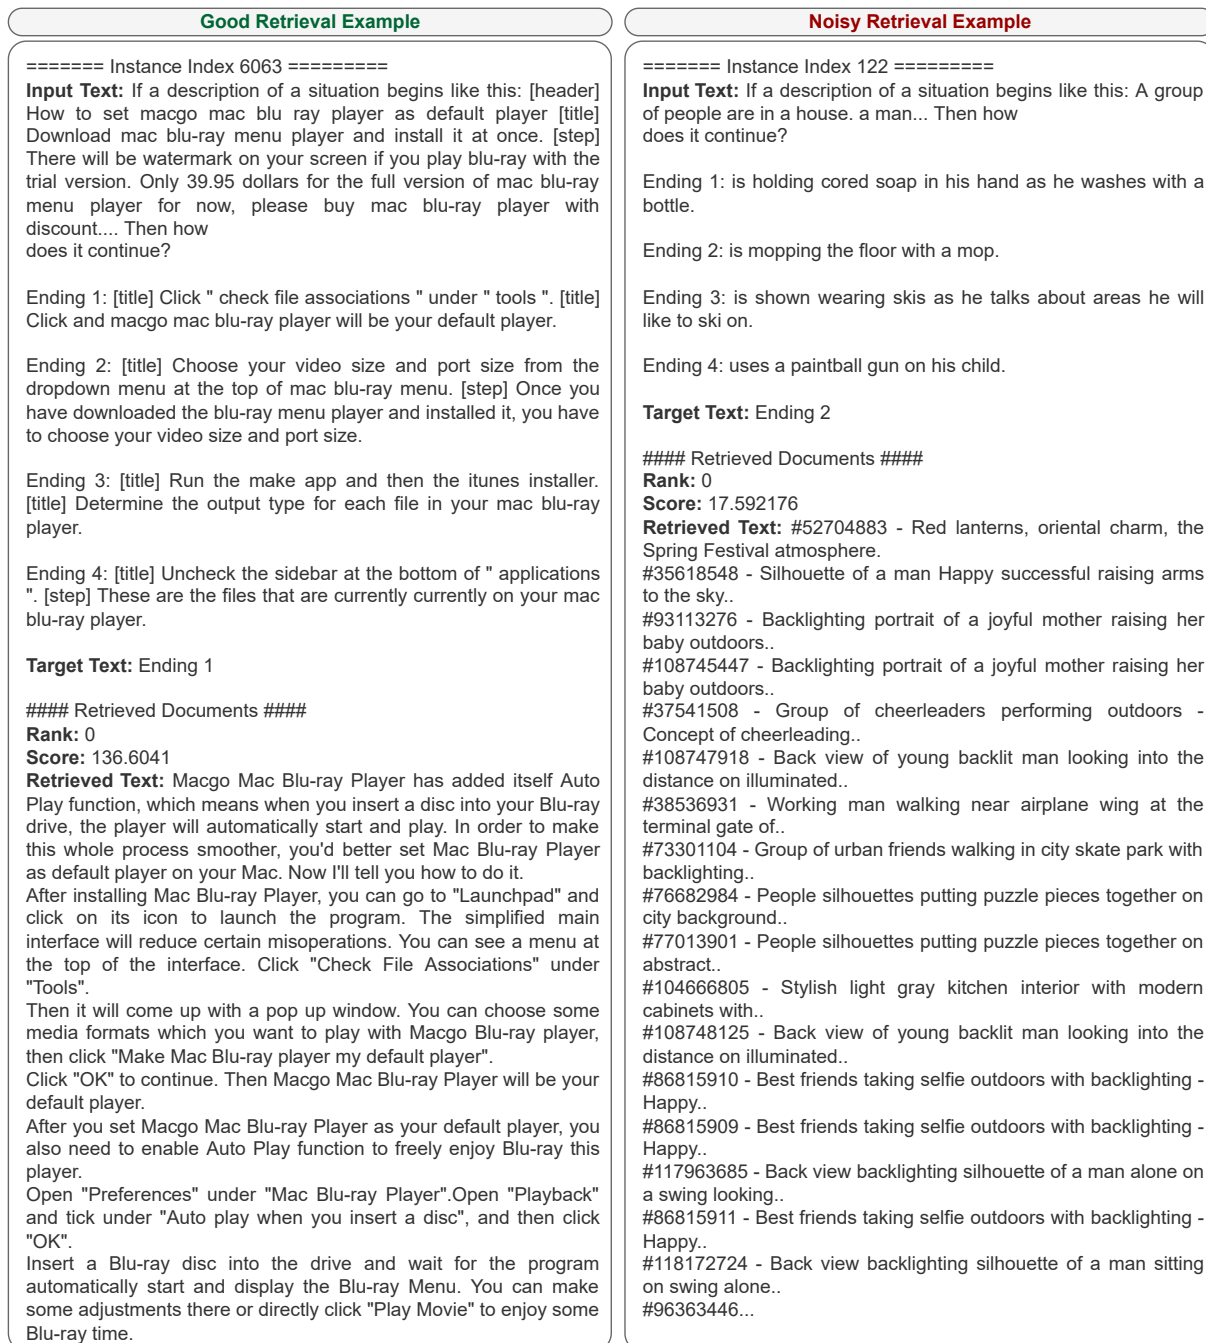 Good Retrieval Example
======= Instance Index 6063 =========
Input Text: If a description of a situation begins like this: [header]
How to set macgo mac blu ray player as default player [title]
Download mac blu-ray menu player and install it at once. [step]
There will be watermark on your screen if you play blu-ray with the
trial version. Only 39.95 dollars for the full version of mac blu-ray
menu player for now, please buy mac blu-ray player with
discount.... Then how
does it continue?
Ending 1: [title] Click " check file associations " under " tools ". [title]
Click and macgo mac blu-ray player will be your default player.
Ending 2: [title] Choose your video size and port size from the
dropdown menu at the top of mac blu-ray menu. [step] Once you
have downloaded the blu-ray menu player and installed it, you have
to choose your video size and port size.
Ending 3: [title] Run the make app and then the itunes installer.
[title] Determine the output type for each file in your mac blu-ray
player.
Ending 4: [title] Uncheck the sidebar at the bottom of " applications
". [step] These are the files that are currently currently on your mac
blu-ray player.
Target Text: Ending 1
#### Retrieved Documents ####
Rank: 0
Score: 136.6041
Retrieved Text: Macgo Mac Blu-ray Player has added itself Auto
Play function, which means when you insert a disc into your Blu-ray
drive, the player will automatically start and play. In order to make
this whole process smoother, you'd better set Mac Blu-ray Player
as default player on your Mac. Now I'll tell you how to do it.
After installing Mac Blu-ray Player, you can go to "Launchpad" and
click on its icon to launch the program. The simplified main
interface will reduce certain misoperations. You can see a menu at
the top of the interface. Click "Check File Associations" under
"Tools".
Then it will come up with a pop up window. You can choose some
media formats which you want to play with Macgo Blu-ray player,
then click "Make Mac Blu-ray player my default player".
Click "OK" to continue. Then Macgo Mac Blu-ray Player will be your
default player.
After you set Macgo Mac Blu-ray Player as your default player, you
also need to enable Auto Play function to freely enjoy Blu-ray this
player.
Open "Preferences" under "Mac Blu-ray Player".Open "Playback"
and tick under "Auto play when you insert a disc", and then click
"OK".
Insert a Blu-ray disc into the drive and wait for the program
automatically start and display the Blu-ray Menu. You can make
some adjustments there or directly click "Play Movie" to enjoy some
Blu-ray time.
Noisy Retrieval Example
======= Instance Index 122 =========
Input Text: If a description of a situation begins like this: A group
of people are in a house. a man... Then how
does it continue?
Ending 1: is holding cored soap in his hand as he washes with a
bottle.
Ending 2: is mopping the floor with a mop.
Ending 3: is shown wearing skis as he talks about areas he will
like to ski on.
Ending 4: uses a paintball gun on his child.
Target Text: Ending 2
#### Retrieved Documents ####
Rank: 0
Score: 17.592176
Retrieved Text: #52704883 - Red lanterns, oriental charm, the
Spring Festival atmosphere.
#35618548 - Silhouette of a man Happy successful raising arms
to the sky..
#93113276 - Backlighting portrait of a joyful mother raising her
baby outdoors..
#108745447 - Backlighting portrait of a joyful mother raising her
baby outdoors..
#37541508 - Group of cheerleaders performing outdoors -
Concept of cheerleading..
#108747918 - Back view of young backlit man looking into the
distance on illuminated..
#38536931 - Working man walking near airplane wing at the
terminal gate of..
#73301104 - Group of urban friends walking in city skate park with
backlighting..
#76682984 - People silhouettes putting puzzle pieces together on
city background..
#77013901 - People silhouettes putting puzzle pieces together on
abstract..
#104666805 - Stylish light gray kitchen interior with modern
cabinets with..
#108748125 - Back view of young backlit man looking into the
distance on illuminated..
#86815910 - Best friends taking selfie outdoors with backlighting -
Happy..
#86815909 - Best friends taking selfie outdoors with backlighting -
Happy..
#117963685 - Back view backlighting silhouette of a man alone on
a swing looking..
#86815911 - Best friends taking selfie outdoors with backlighting -
Happy..
#118172724 - Back view backlighting silhouette of a man sitting
on swing alone..
#96363446...